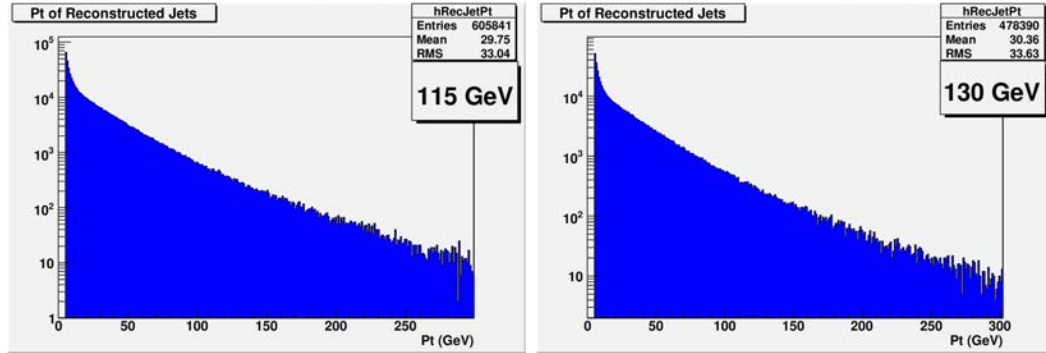 Pt of Reconstructed Jets
hRecJetPt
Entries 605841
Mean 29.75
RMS 33.04
115 GeV
10^5
10^4
10^3
10^2
10
1
0 50 100 150 200 250
Pt (GeV)
Pt of Reconstructed Jets
hRecJetPt
Entries 478390
Mean 30.36
RMS 33.63
130 GeV
10^4
10^3
10^2
10
0 50 100 150 200 250 300
Pt (GeV)